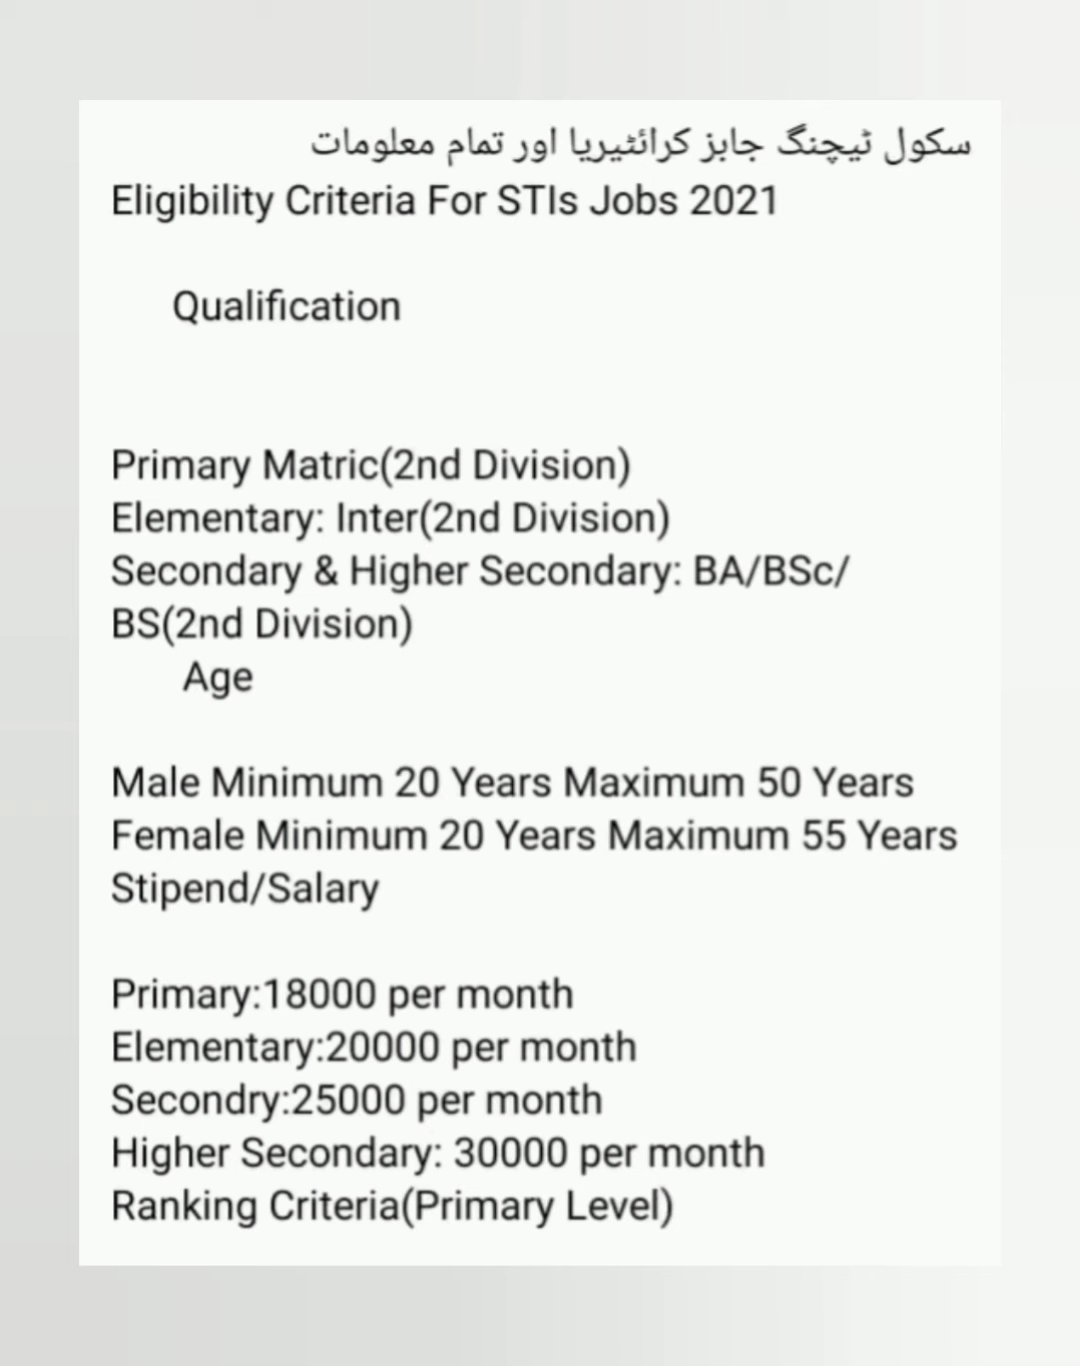 سکول ٹیچنگ جابز کرائٹیریا اور تمام معلومات
Eligibility Criteria For STIs Jobs 2021
Qualification
Primary Matric(2nd Division)
Elementary: Inter(2nd Division)
Secondary & Higher Secondary: BA/BSc/
BS(2nd Division)
Age
Male Minimum 20 Years Maximum 50 Years
Female Minimum 20 Years Maximum 55 Years
Stipend/Salary
Primary:18000 per month
Elementary:20000 per month
Secondry:25000 per month
Higher Secondary: 30000 per month
Ranking Criteria(Primary Level)